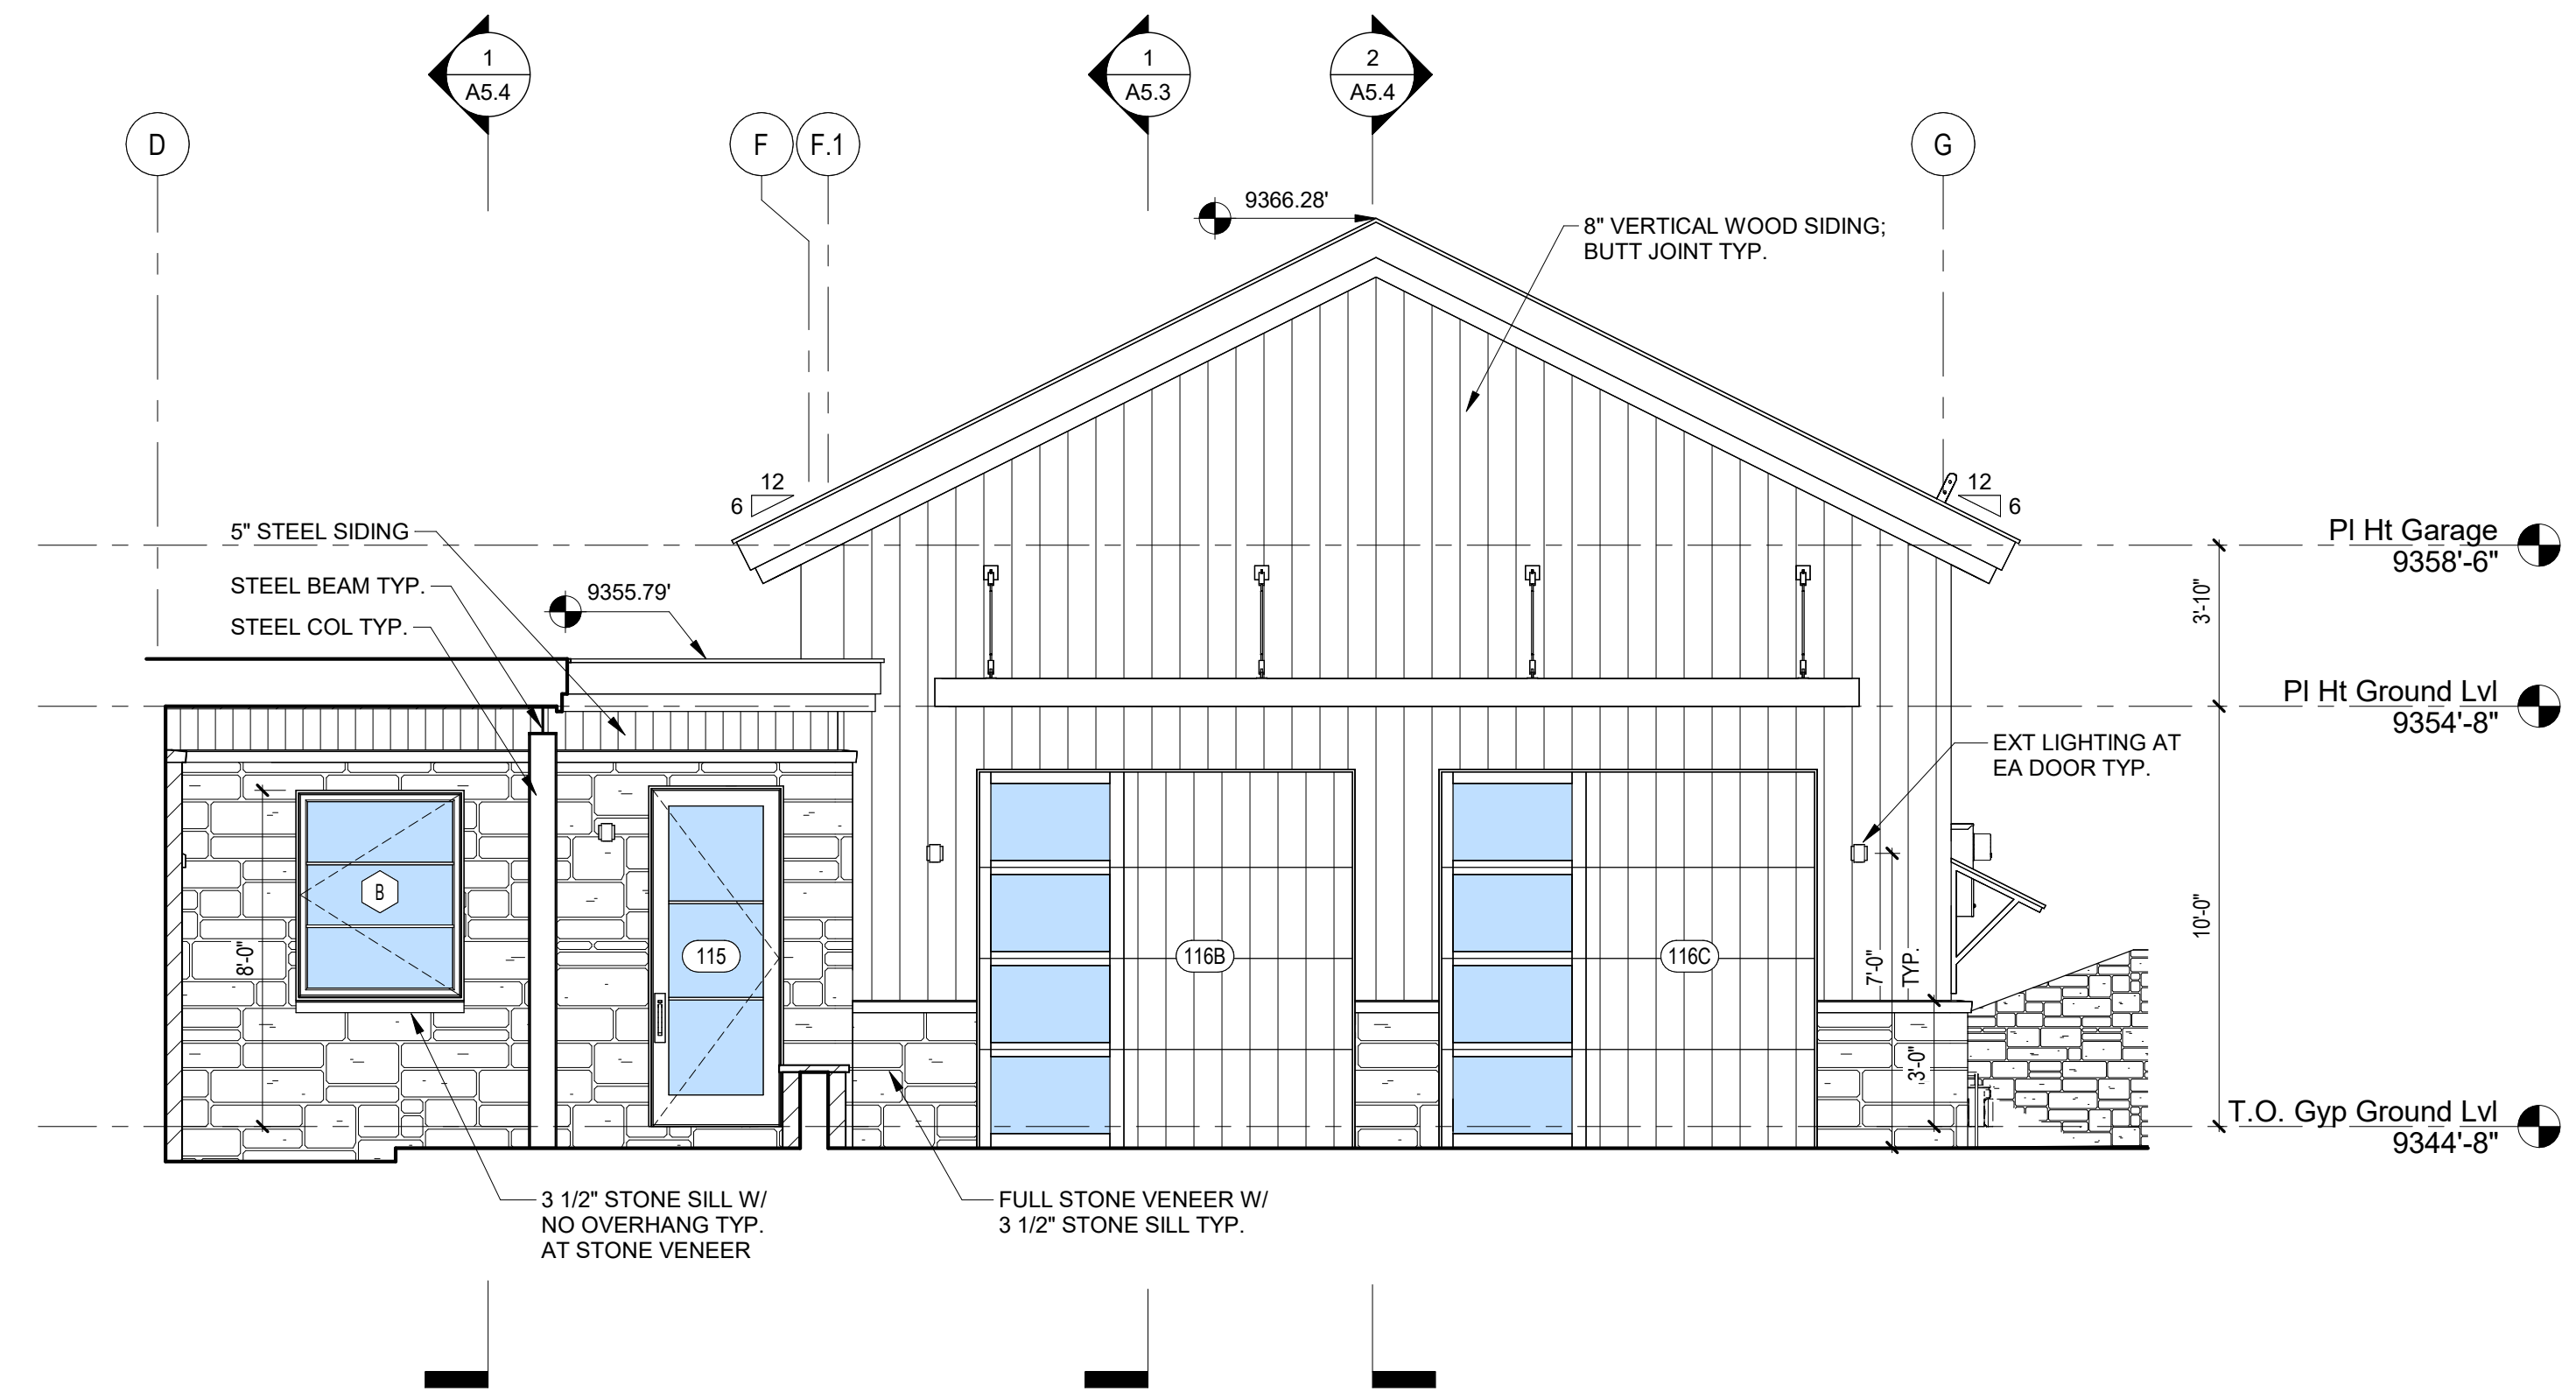 1
A5.4
1
A5.3
2
A5.4
D
F
F.1
G
9366.28'
8" VERTICAL WOOD SIDING;
BUTT JOINT TYP.
12
6
12
6
5" STEEL SIDING
STEEL BEAM TYP.
STEEL COL TYP.
9355.79'
Pl Ht Garage
9358'-6"
3'-10"
Pl Ht Ground Lvl
9354'-8"
EXT LIGHTING AT
EA DOOR TYP.
B
8'-0"
115
116B
116C
7'-0"
TYP.
3'-0"
10'-0"
T.O. Gyp Ground Lvl
9344'-8"
3 1/2" STONE SILL W/
NO OVERHANG TYP.
AT STONE VENEER
FULL STONE VENEER W/
3 1/2" STONE SILL TYP.